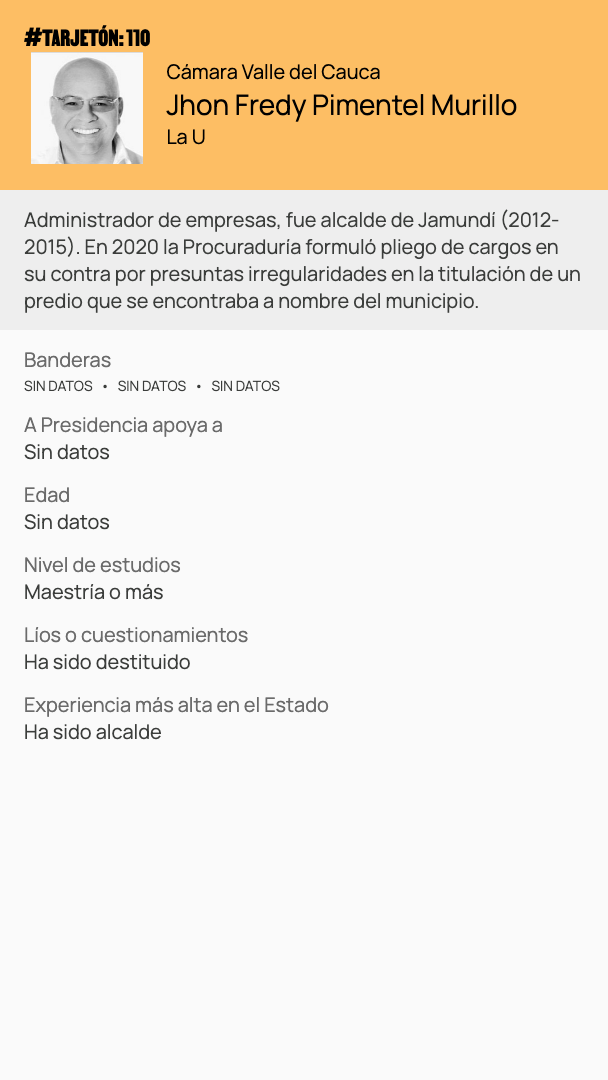 #TARJETÓN: 110
Cámara Valle del Cauca
Jhon Fredy Pimentel Murillo
La U
Administrador de empresas, fue alcalde de Jamundí (2012-
2015). En 2020 la Procuraduría formuló pliego de cargos en
su contra por presuntas irregularidades en la titulación de un
predio que se encontraba a nombre del municipio.
Banderas
SIN DATOS • SIN DATOS • SIN DATOS
A Presidencia apoya a
Sin datos
Edad
Sin datos
Nivel de estudios
Maestría o más
Líos o cuestionamientos
Ha sido destituido
Experiencia más alta en el Estado
Ha sido alcalde